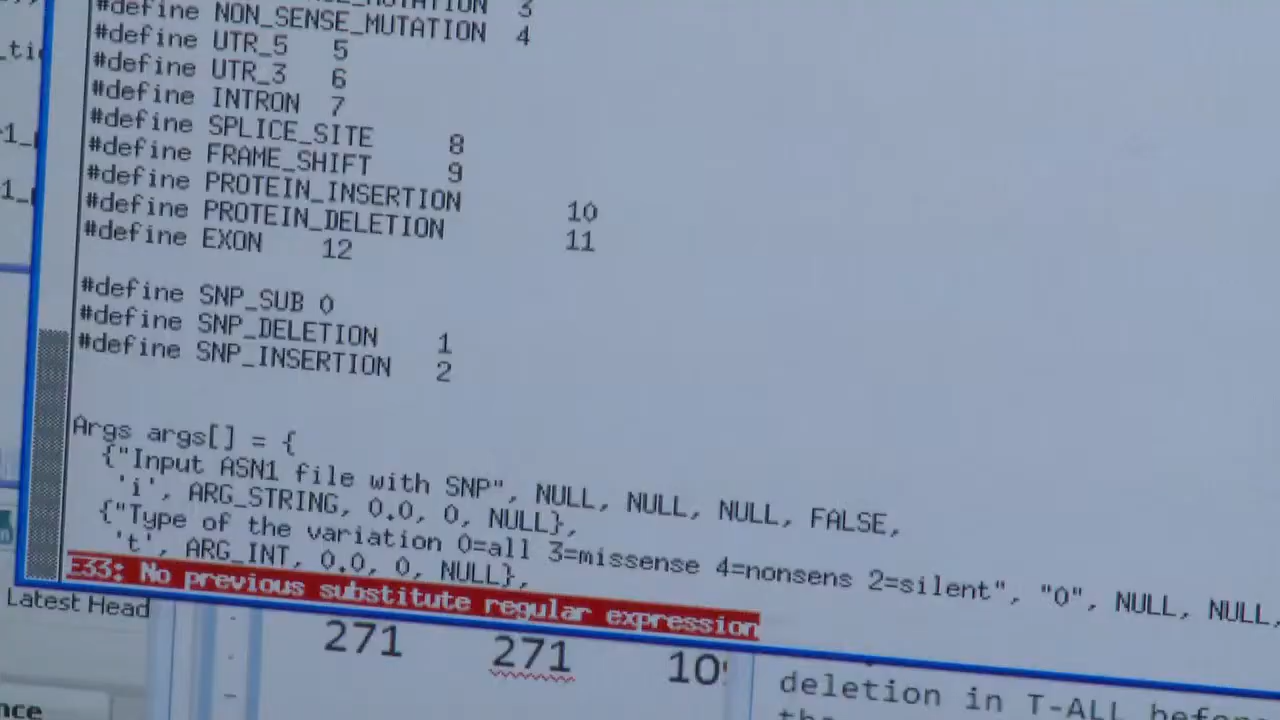 #define NON_SENSE_MUTATION 4
#define UTR_5 5
#define UTR_3 6
#define INTRON 7
#define SPLICE_SITE 8
#define FRAME_SHIFT 9
#define PROTEIN_INSERTION 10
#define PROTEIN_DELETION 11
#define EXON 12
#define SNP_SUB 0
#define SNP_DELETION 1
#define SNP_INSERTION 2
Args args[] = {
{"Input ASN1 file with SNP", NULL, NULL, NULL, FALSE,
'i', ARG_STRING, 0.0, 0, NULL},
{"Type of the variation 0=all 3=missense 4=nonsens 2=silent", "0", NULL, NULL,
't', ARG_INT, 0.0, 0, NULL},
E33: No previous substitute regular expression
Latest Head
271 271
deletion in T-ALL